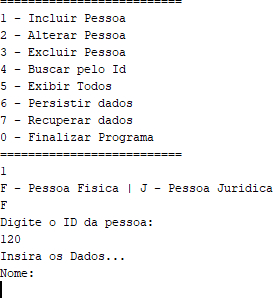 ==========================
1 - Incluir Pessoa
2 - Alterar Pessoa
3 - Excluir Pessoa
4 - Buscar pelo Id
5 - Exibir Todos
6 - Persistir dados
7 - Recuperar dados
0 - Finalizar Programa
==========================
1
F - Pessoa Fisica | J - Pessoa Juridica
F
Digite o ID da pessoa:
120
Insira os Dados...
Nome: